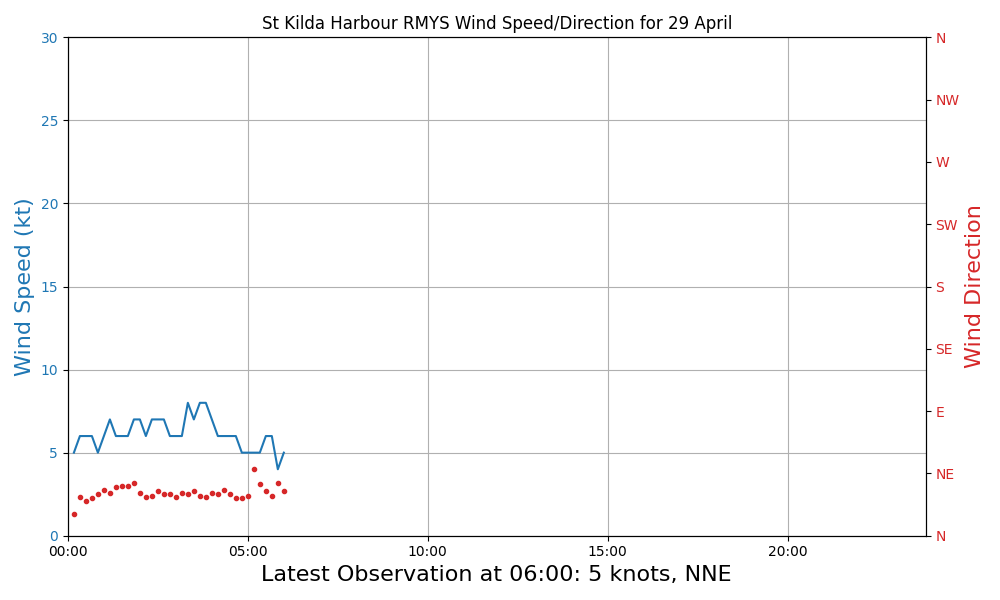 St Kilda Harbour RMYS Wind Speed/Direction for 29 April
Wind Speed (kt)
30
25
20
15
10
5
0
00:00
05:00
10:00
15:00
20:00
N
NW
W
SW
S
SE
E
NE
N
Wind Direction
Latest Observation at 06:00: 5 knots, NNE